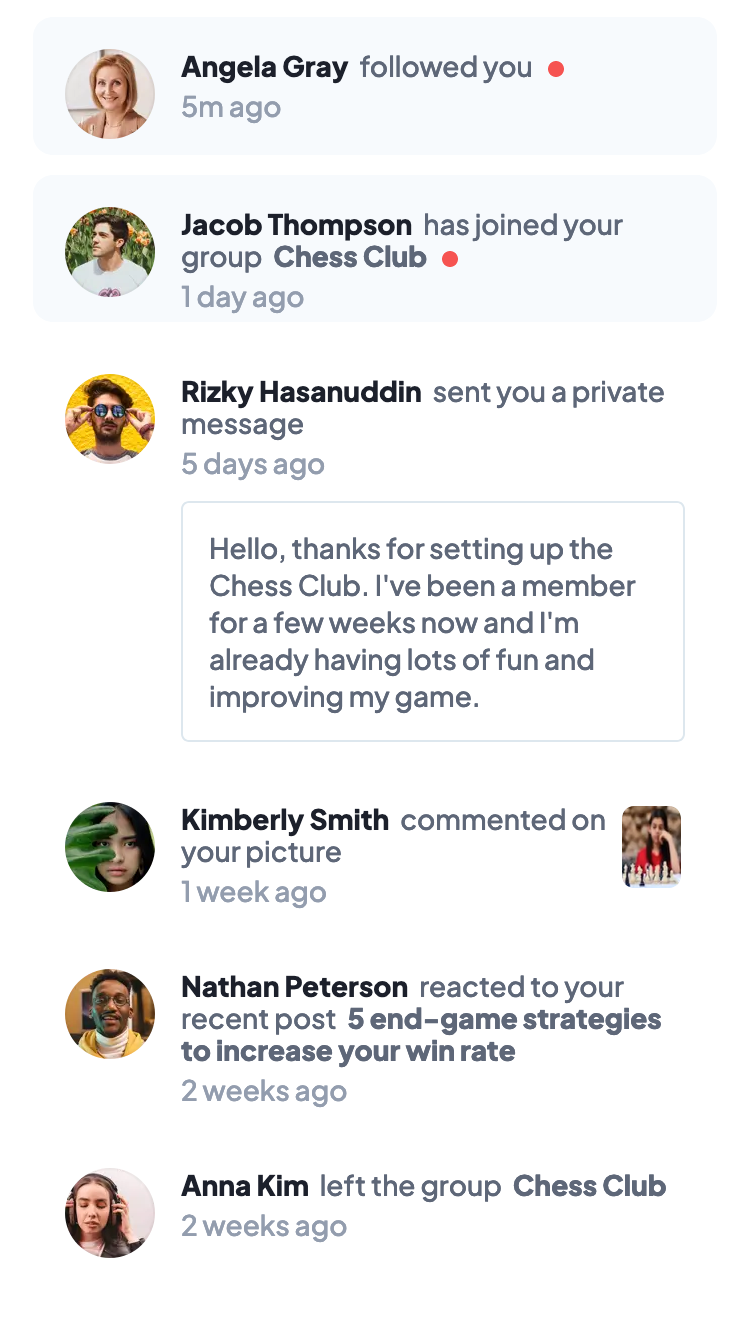 Angela Gray followed you
5m ago
Jacob Thompson has joined your
group Chess Club
1 day ago
Rizky Hasanuddin sent you a private
message
5 days ago
Hello, thanks for setting up the
Chess Club. I've been a member
for a few weeks now and I'm
already having lots of fun and
improving my game.
Kimberly Smith commented on
your picture
1 week ago
Nathan Peterson reacted to your
recent post 5 end-game strategies
to increase your win rate
2 weeks ago
Anna Kim left the group Chess Club
2 weeks ago